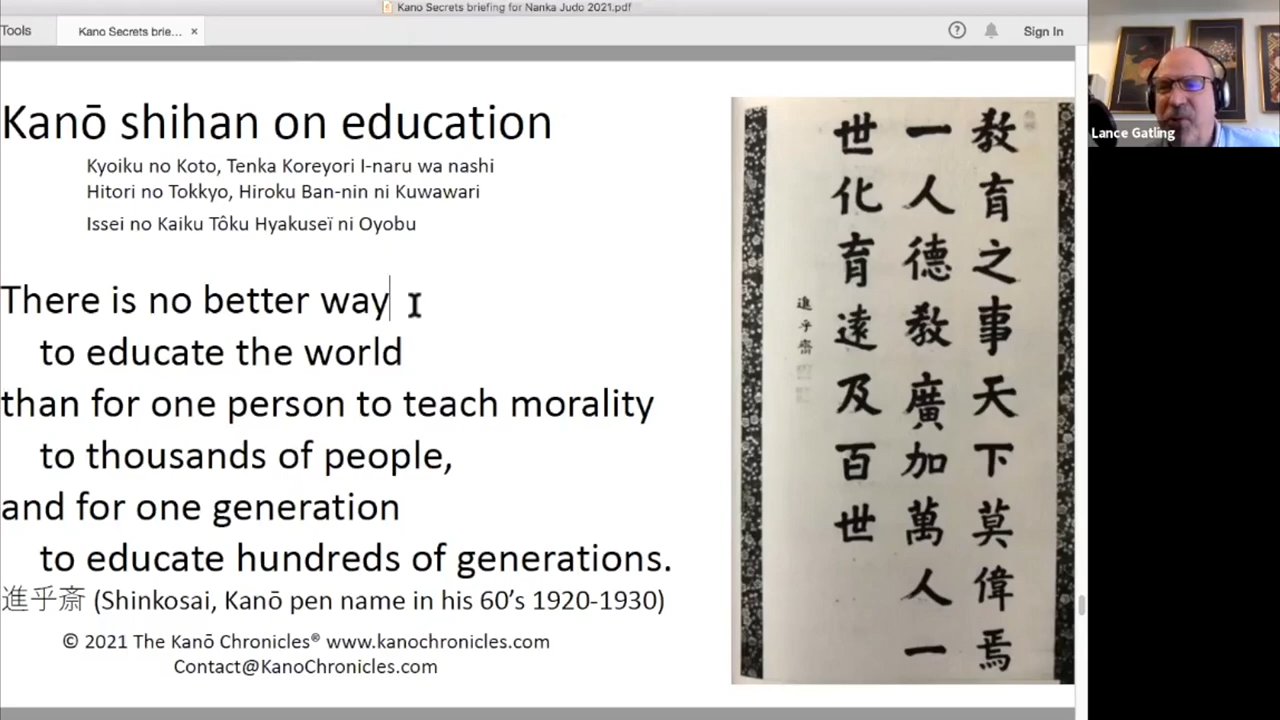 Kano Secrets briefing for Nanka Judo 2021.pdf
Tools
Kano Secrets brie... ×
? Sign In
Kanō shihan on education
Kyoiku no Koto, Tenka Koreyori I-naru wa nashi
Hitori no Tokkyo, Hiroku Ban-nin ni Kuwawari
Issei no Kaiku Tôku Hyakuseï ni Oyobu
There is no better way
to educate the world
than for one person to teach morality
to thousands of people,
and for one generation
to educate hundreds of generations.
進乎斎 (Shinkosai, Kanō pen name in his 60’s 1920-1930)
© 2021 The Kanō Chronicles® www.kanochronicles.com
Contact@KanoChronicles.com
教育之事天下莫偉焉
一人德教廣加萬人一
世化育遠及百世
進乎齋
Lance Gatling